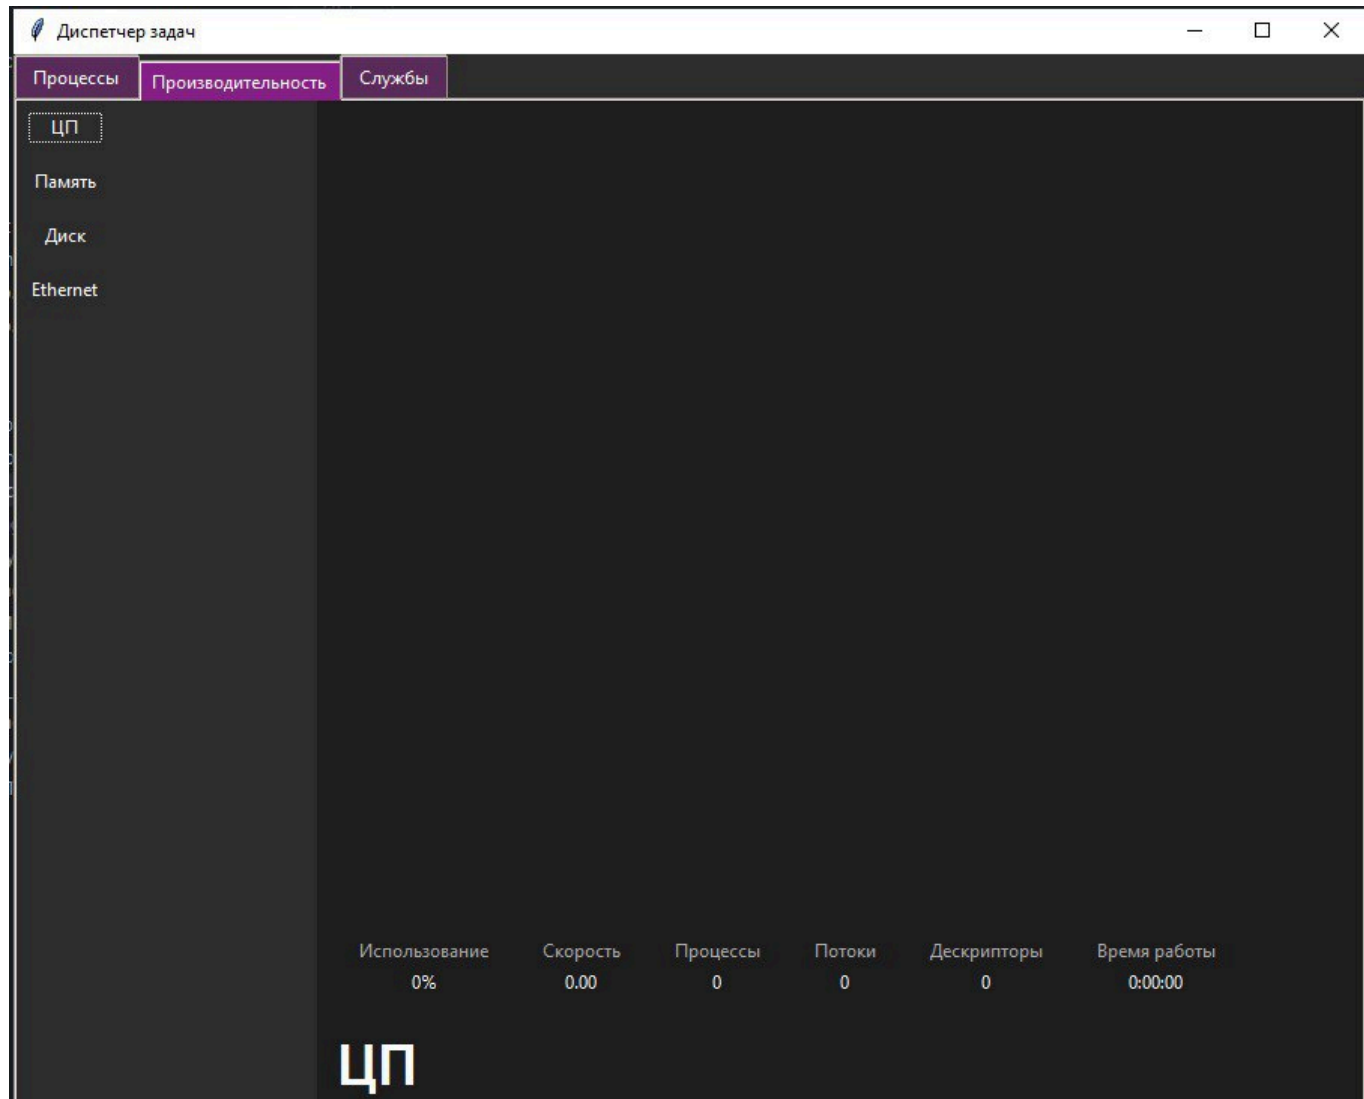 Диспетчер задач
Процессы Производительность Службы
ЦП
Память
Диск
Ethernet
Использование Скорость Процессы Потоки Дескрипторы Время работы
0% 0.00 0 0 0 0:00:00
ЦП